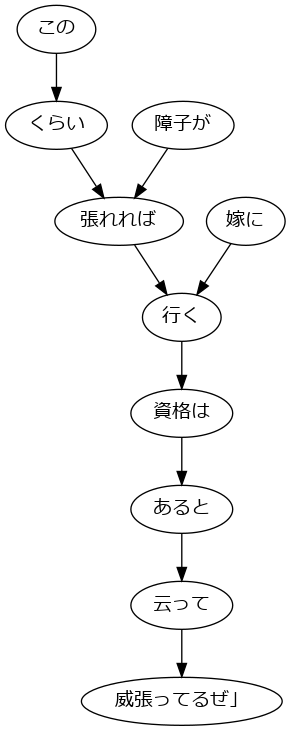 この
くらい
障子が
張れれば
嫁に
行く
資格は
あると
云って
威張ってるぜ」